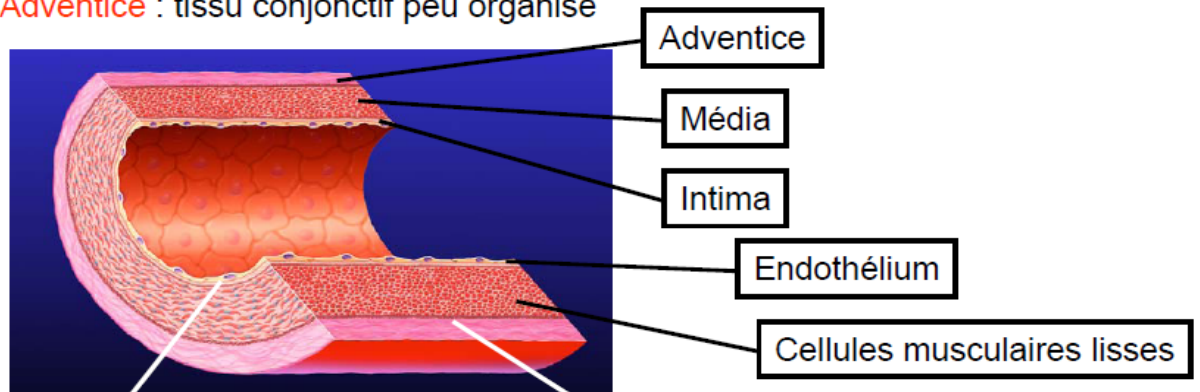 Adventice : tissu conjonctif peu organisé
Adventice
Média
Intima
Endothélium
Cellules musculaires lisses